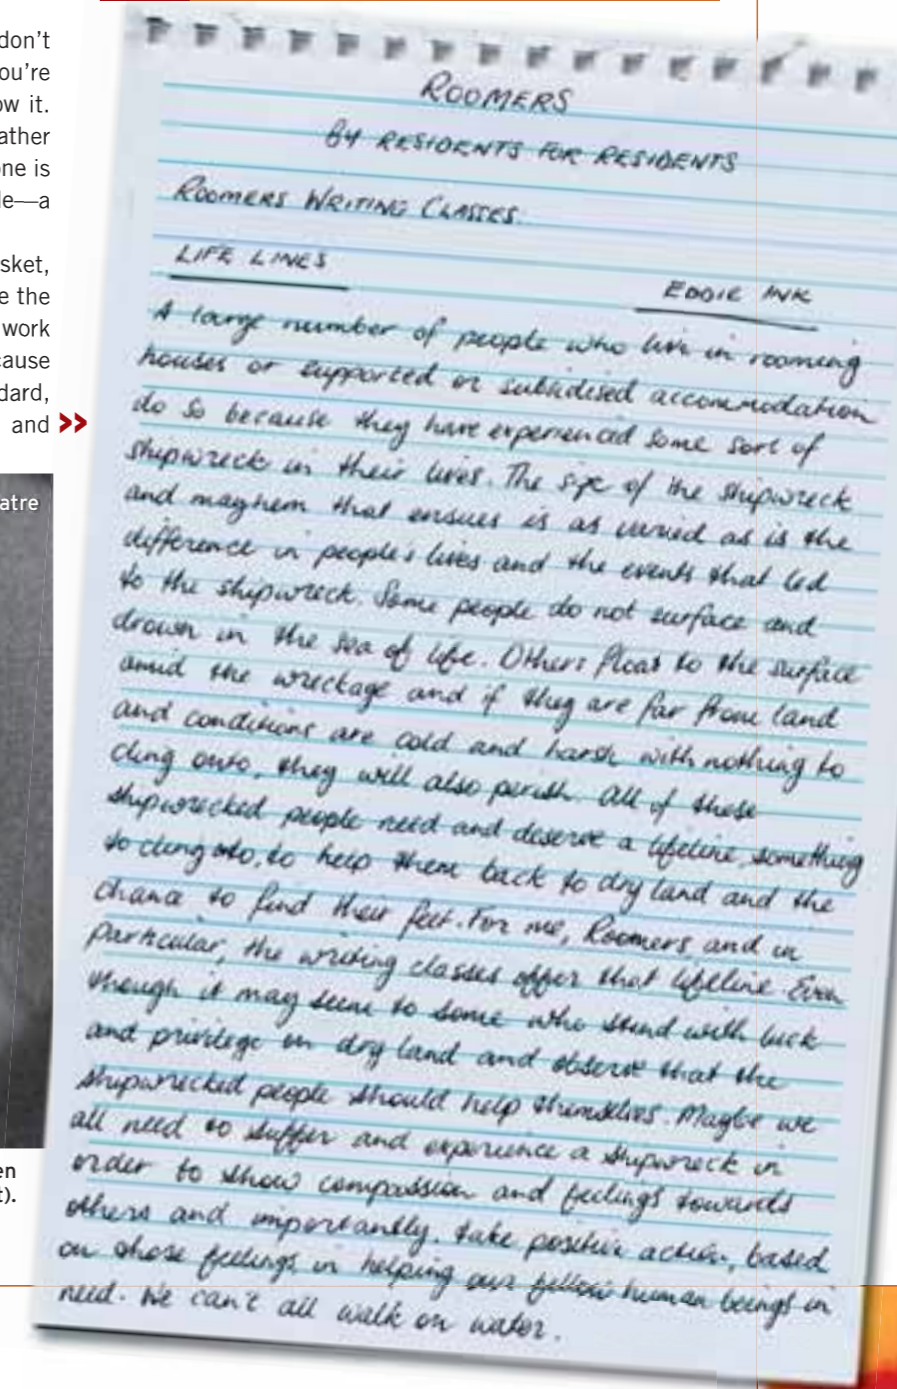 don't
ou're
ow it.
ather
one is
le—a
sket,
e the
work
cause
dard,
and >>
atre
en
t).
ROOMERS
BY RESIDENTS FOR RESIDENTS
ROOMERS WRITING CLASSES.
LIFE LINES
EDDIE INK
A large number of people who live in rooming
houses or supported or subsidised accommodation
do so because they have experienced some sort of
shipwreck in their lives. The size of the shipwreck
and mayhem that ensues is as varied as is the
difference in people's lives and the events that led
to the shipwreck. Some people do not surface and
drown in the sea of life. Others float to the surface
amid the wreckage and if they are far from land
and conditions are cold and harsh with nothing to
cling onto, they will also perish. All of these
shipwrecked people need and deserve a lifeline, something
to cling onto, to help them back to dry land and the
chance to find their feet. For me, Roomers, and in
particular, the writing classes offer that lifeline. Even
though it may seem to some who stand with luck
and privilege on dry land and observe that the
shipwrecked people should help themselves. Maybe we
all need to suffer and experience a shipwreck in
order to show compassion and feelings towards
others and importantly, take positive action, based
on those feelings, in helping our fellow human beings in
need. We can't all walk on water.